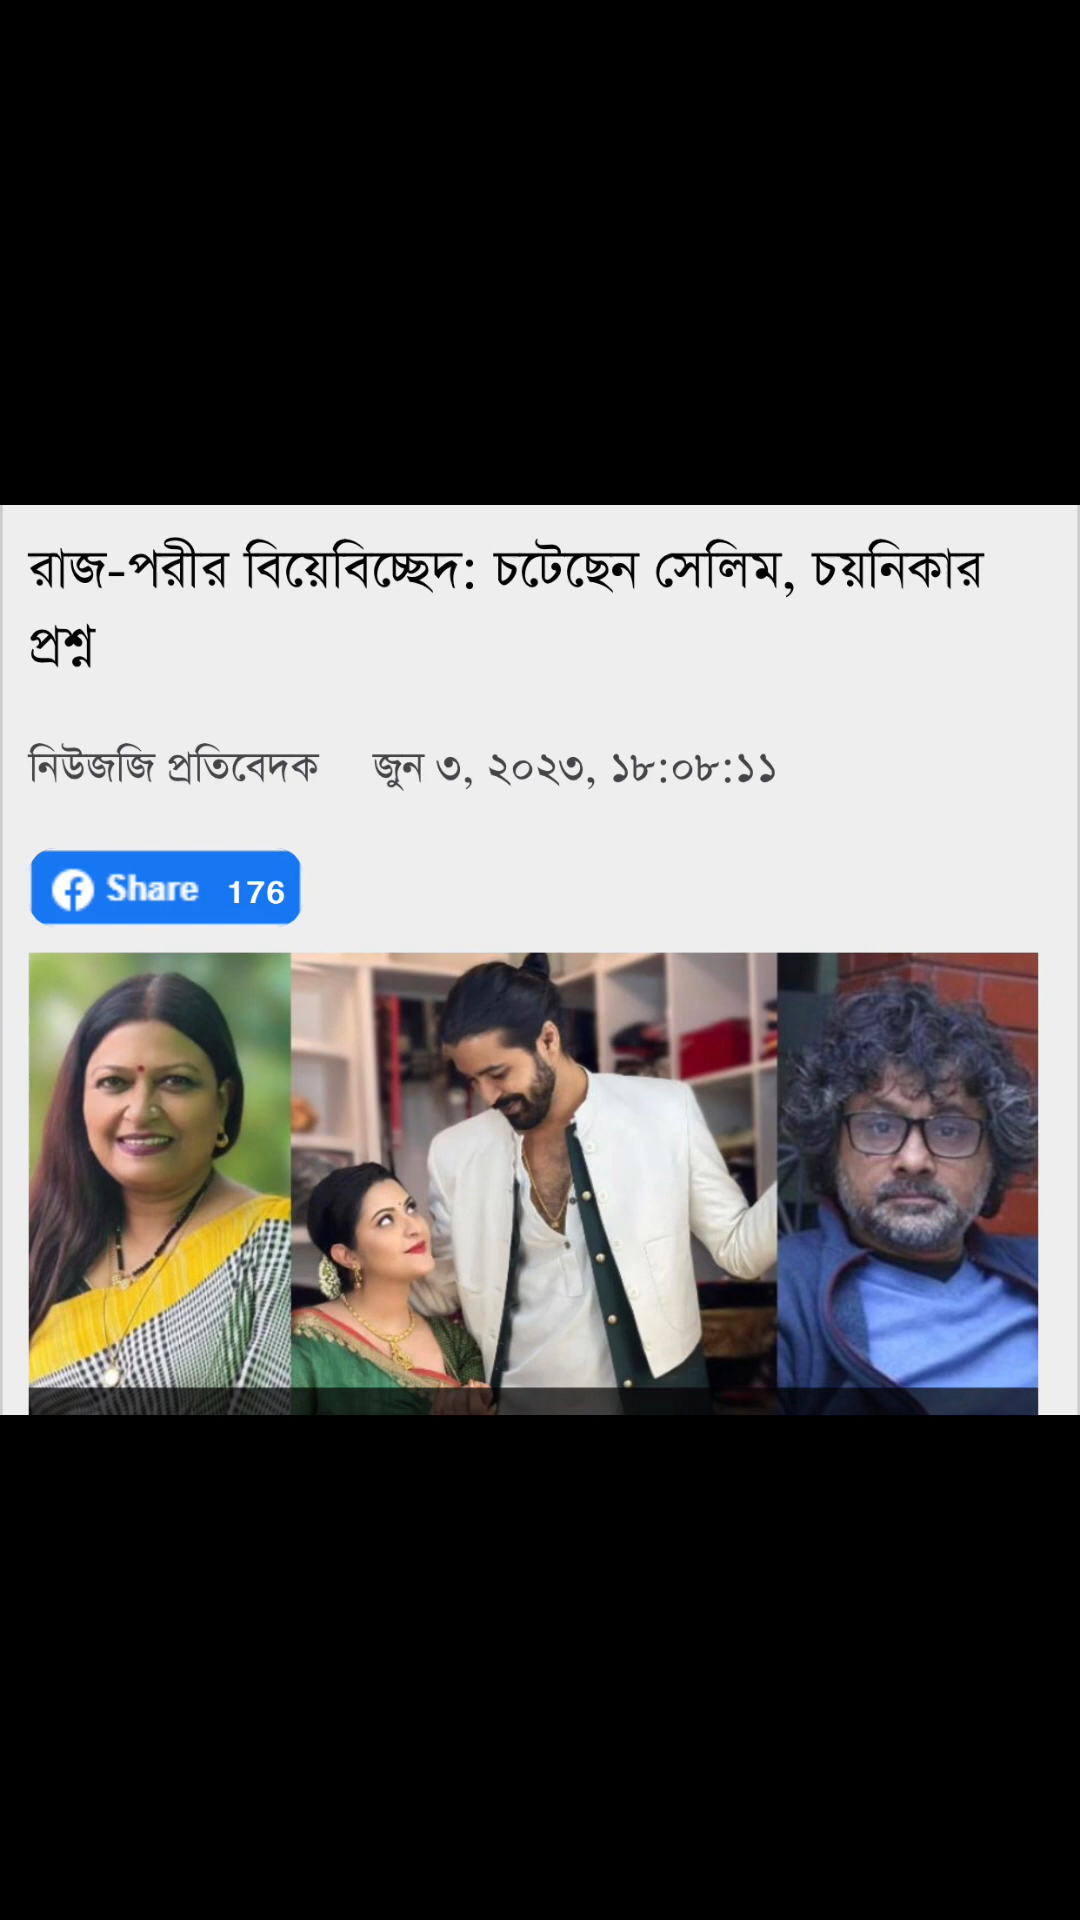 রাজ-পরীর বিয়েবিচ্ছেদ: চটেছেন সেলিম, চয়নিকার
প্রশ্ন
নিউজজি প্রতিবেদক জুন ৩, ২০২৩, ১৮:০৮:১১
Share 176